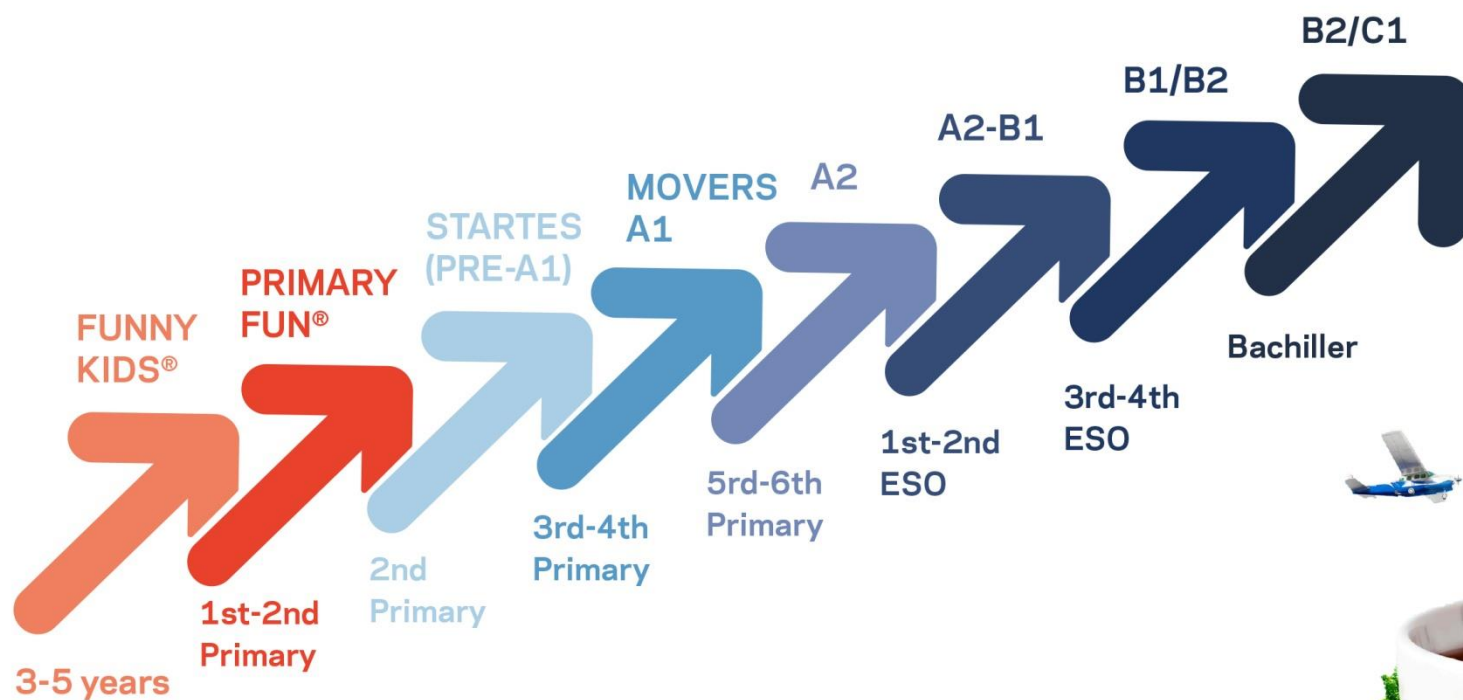 FUNNY
KIDS®
3-5 years
PRIMARY
FUN®
1st-2nd
Primary
STARTES
(PRE-A1)
2nd
Primary
MOVERS
A1
3rd-4th
Primary
A2
5rd-6th
Primary
A2-B1
1st-2nd
ESO
B1/B2
3rd-4th
ESO
B2/C1
Bachiller